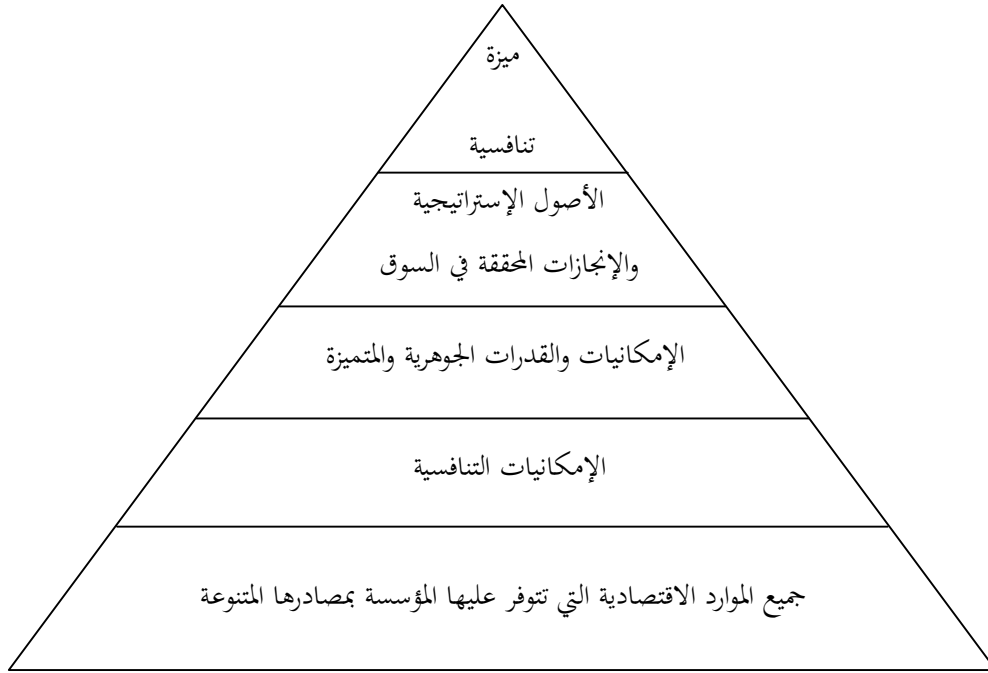 ميزة
تنافسية
الأصول الإستراتيجية
والإنجازات المحققة في السوق
الإمكانيات والقدرات الجوهرية والمتميزة
الإمكانيات التنافسية
جميع الموارد الاقتصادية التي تتوفر عليها المؤسسة بمصادرها المتنوعة